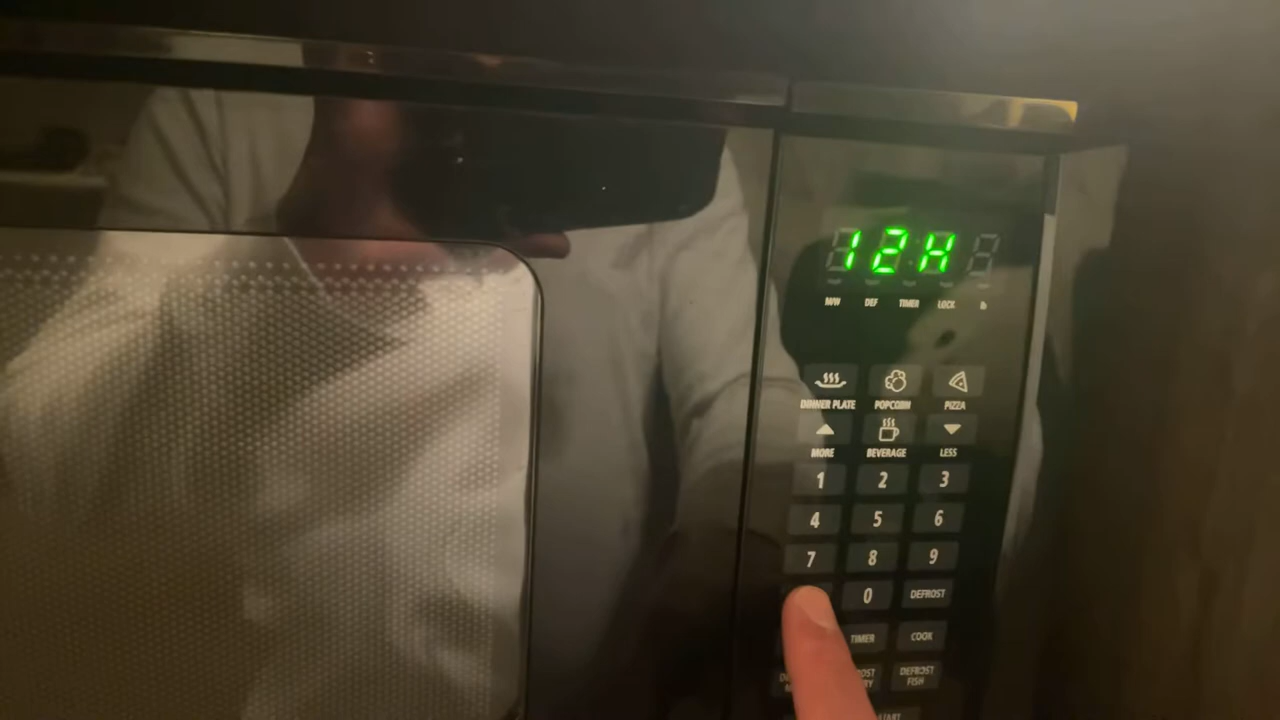 12H
M/W DEF TIMER LOCK lb
DINNER PLATE POPCORN PIZZA
MORE BEVERAGE LESS
1 2 3
4 5 6
7 8 9
0 DEFROST
TIMER COOK
DEFROST FISH